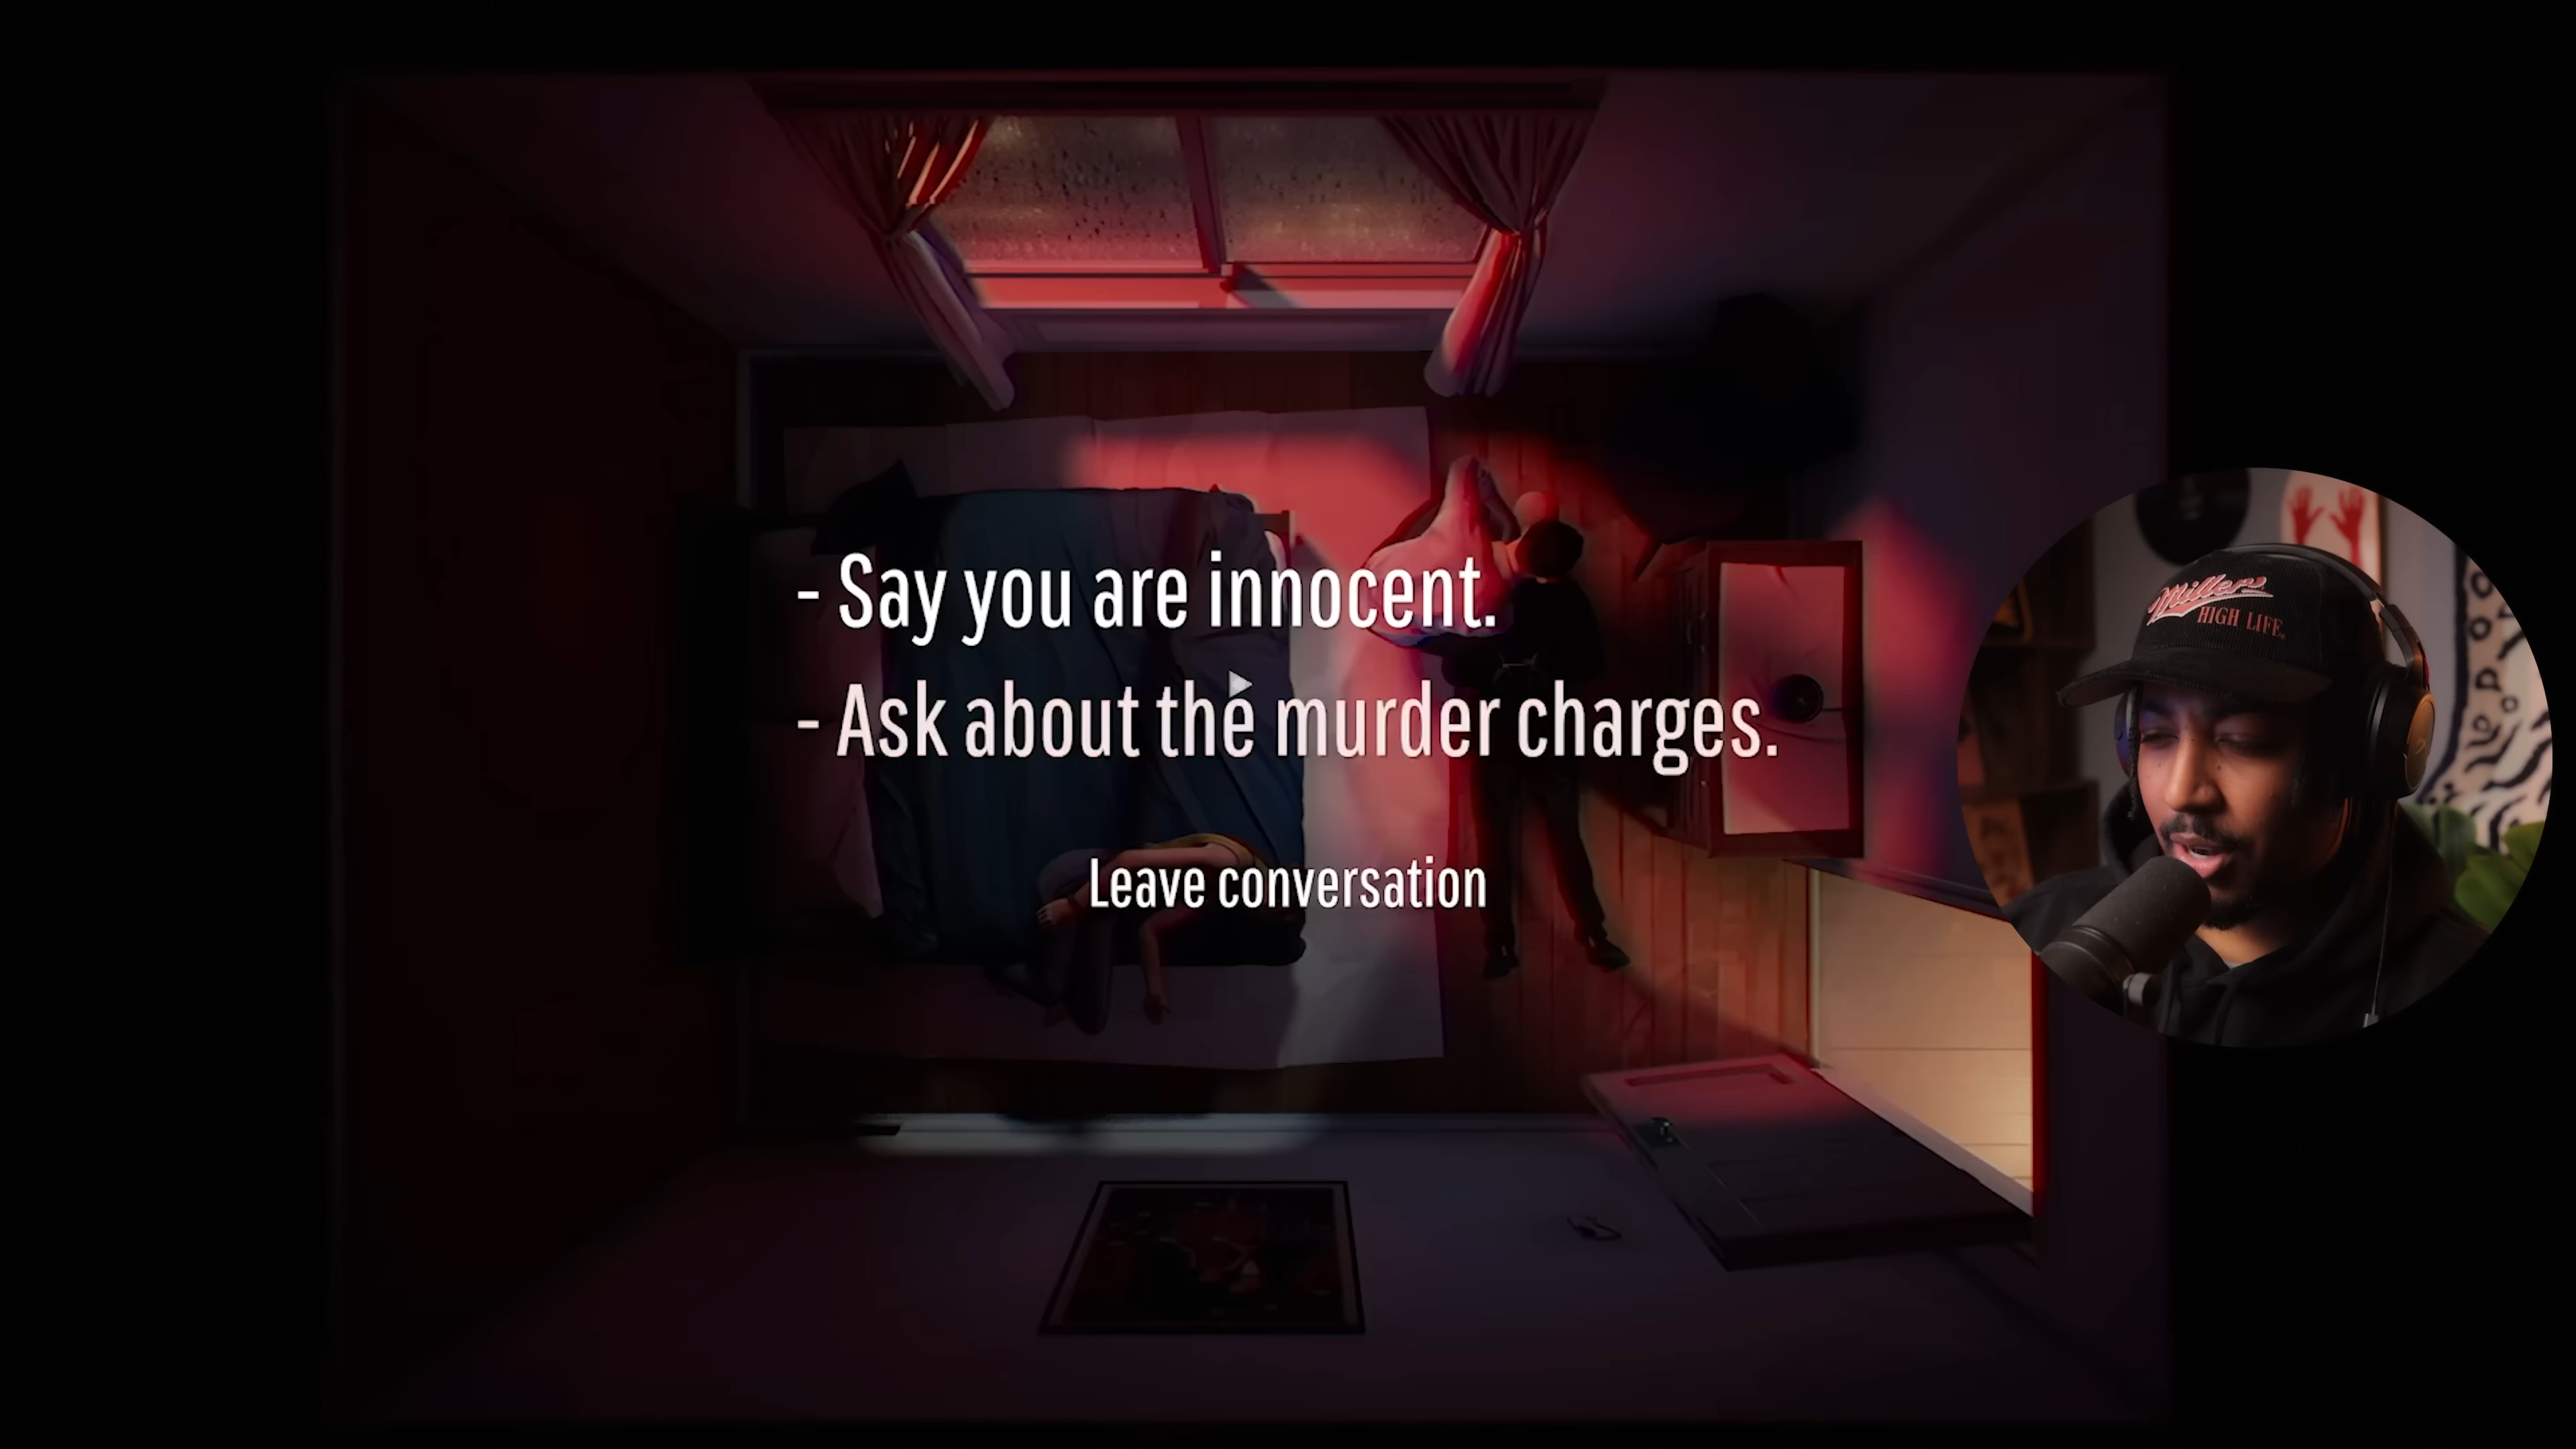 - Say you are innocent.
- Ask about the murder charges.
Leave conversation
Miller
HIGH LIFE